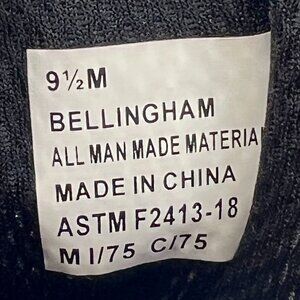 9½M
BELLINGHAM
ALL MAN MADE MATERIA
MADE IN CHINA
ASTM F2413-18
M I/75 C/75